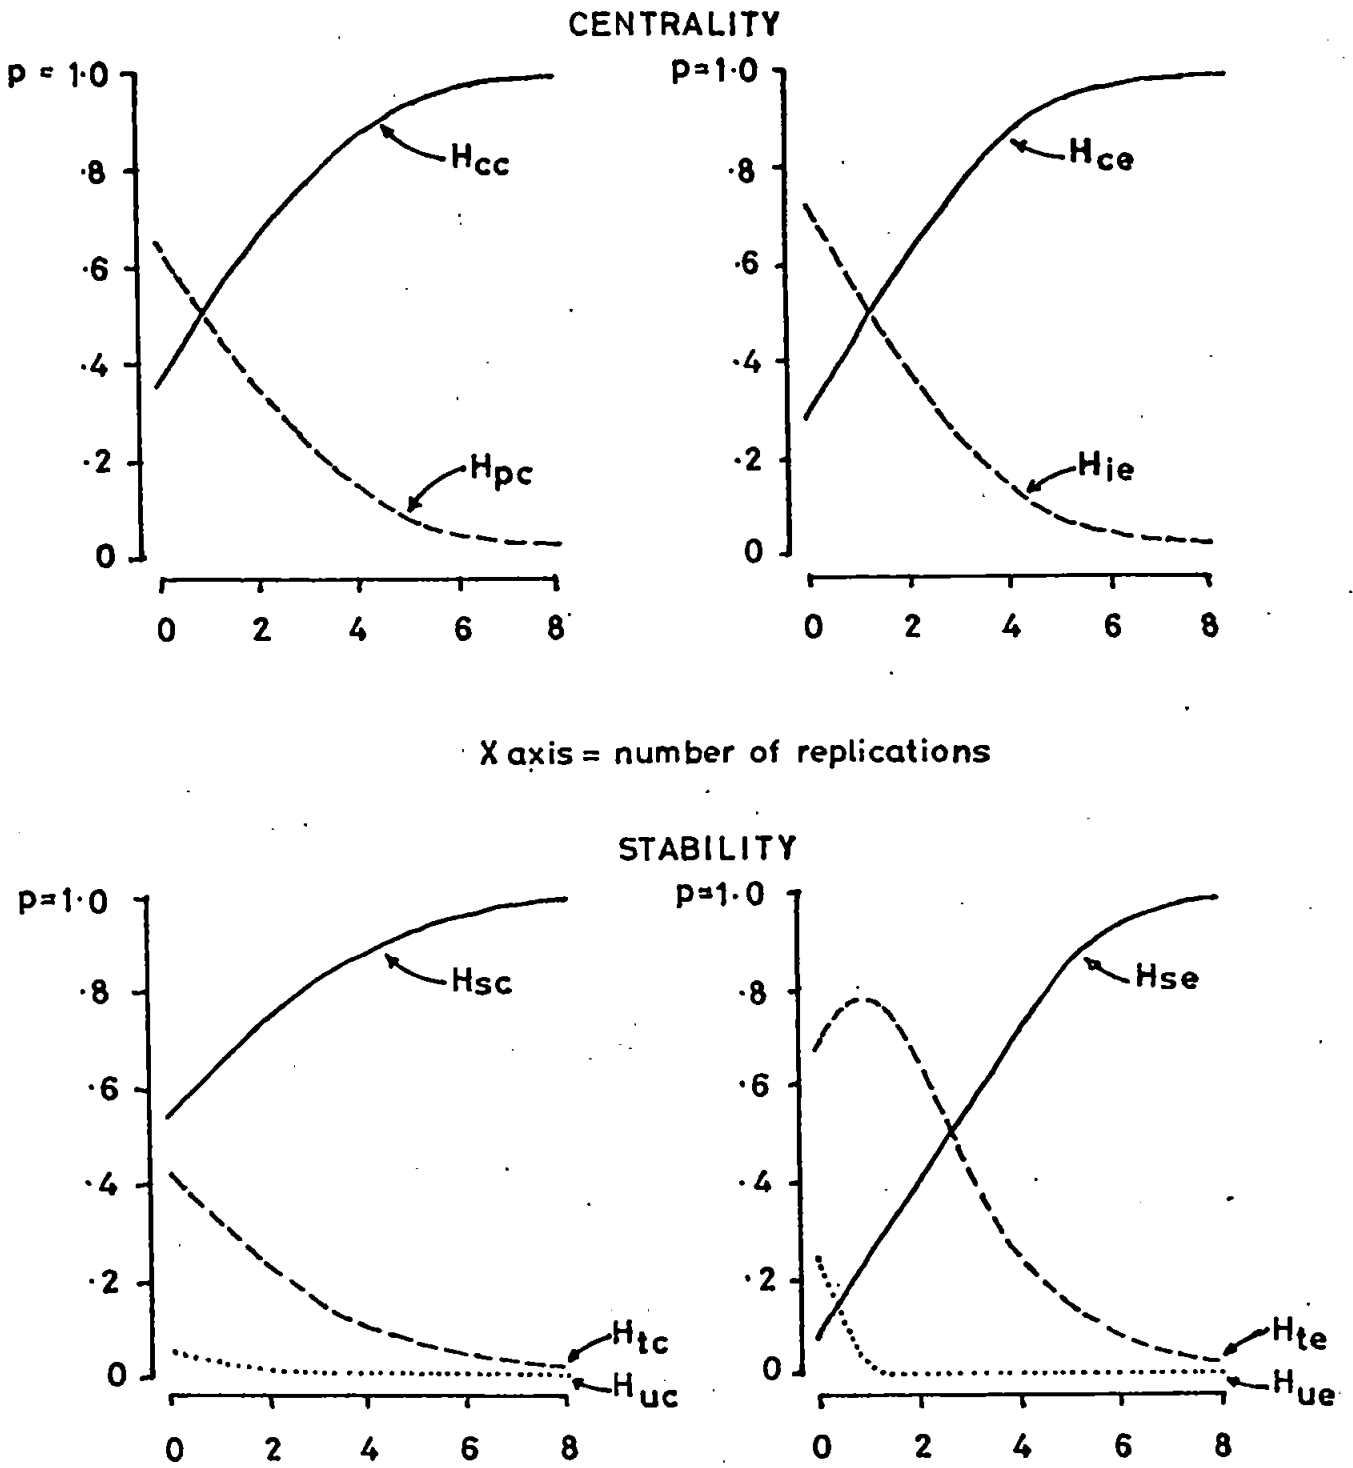 CENTRALITY
p = 1.0
.8
.6
.4
.2
0
Hcc
Hpc
0 2 4 6 8
p=1.0
.8
.6
.4
.2
0
Hce
Hie
0 2 4 6 8
X axis = number of replications
STABILITY
p=1.0
.8
.6
.4
.2
0
Hsc
Htc
Huc
0 2 4 6 8
p=1.0
.8
.6
.4
.2
0
Hse
Hte
Hue
0 2 4 6 8